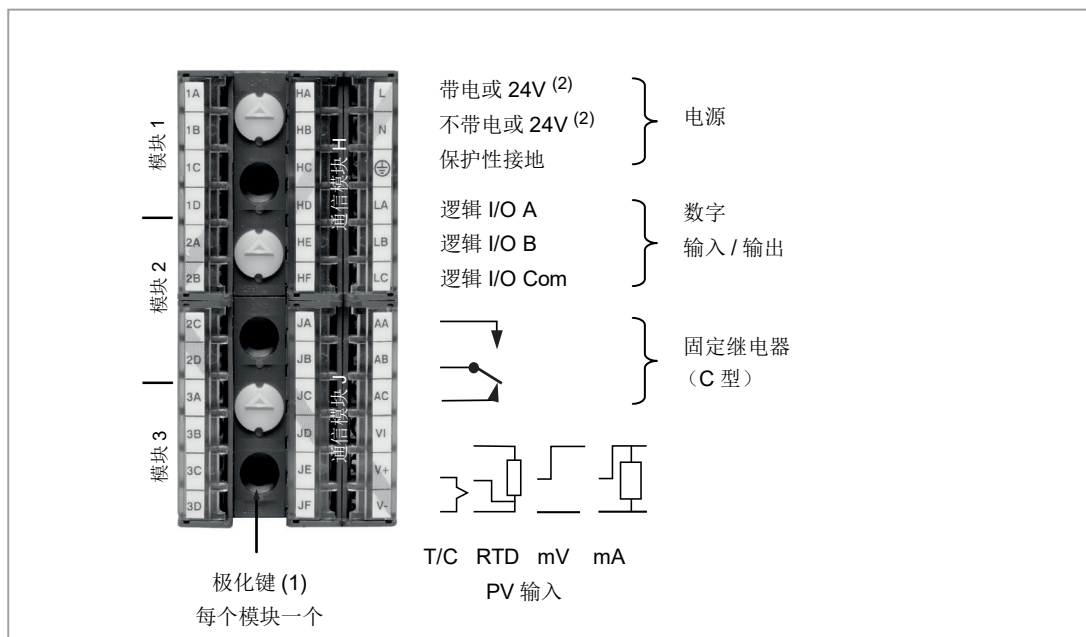 模块 1
模块 2
模块 3
1A
1B
1C
1D
2A
2B
2C
2D
3A
3B
3C
3D
HA
HB
HC
HD
HE
HF
JA
JB
JC
JD
JE
JF
通信模块 H
通信模块 J
L
N
LA
LB
LC
AA
AB
AC
VI
V+
V-
带电或 24V (2)
不带电或 24V (2)
保护性接地
电源
逻辑 I/O A
逻辑 I/O B
逻辑 I/O Com
数字
输入 / 输出
固定继电器
（C 型）
T/C RTD mV mA
PV 输入
极化键 (1)
每个模块一个